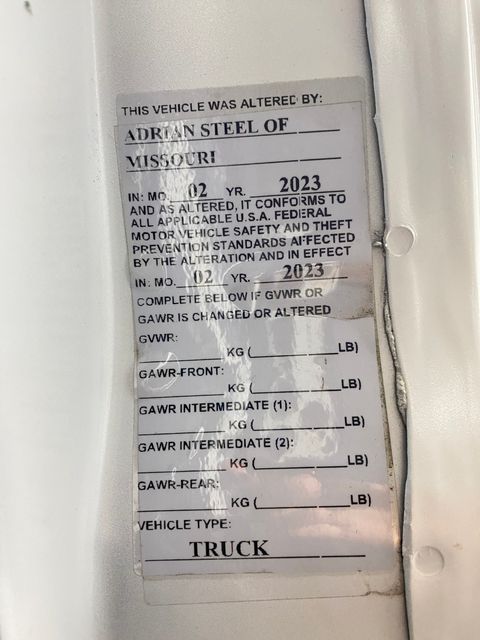 THIS VEHICLE WAS ALTERED BY:
ADRIAN STEEL OF
MISSOURI
IN: MO. 02 YR. 2023
AND AS ALTERED, IT CONFORMS TO
ALL APPLICABLE U.S.A. FEDERAL
MOTOR VEHICLE SAFETY AND THEFT
PREVENTION STANDARDS AFFECTED
BY THE ALTERATION AND IN EFFECT
IN: MO. 02 YR. 2023
COMPLETE BELOW IF GVWR OR
GAWR IS CHANGED OR ALTERED
GVWR:
KG (LB)
GAWR-FRONT:
KG (LB)
GAWR INTERMEDIATE (1):
KG (LB)
GAWR INTERMEDIATE (2):
KG (LB)
GAWR-REAR:
KG (LB)
VEHICLE TYPE:
TRUCK